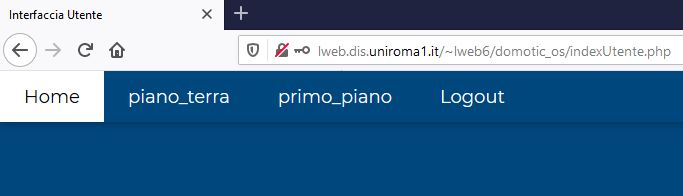 Interfaccia Utente
lweb.dis.uniroma1.it/~lweb6/domotic_os/indexUtente.php
Home piano_terra primo_piano Logout